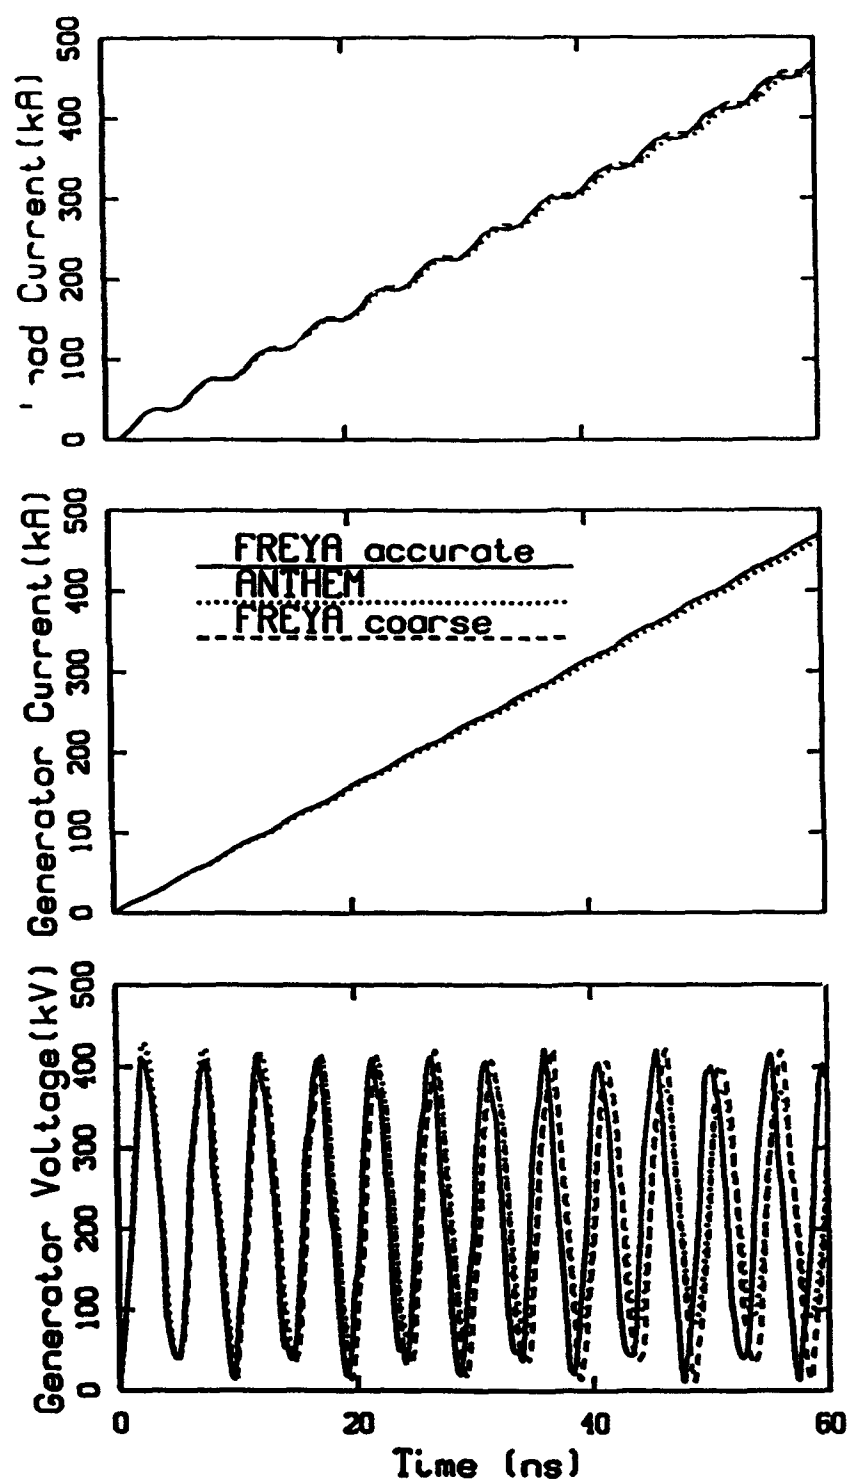 500
400
300
200
100
0
Current(kA)
500
400
300
200
100
0
Generator Current(kA)
FREYA accurate
ANTHEM
FREYA coarse
500
400
300
200
100
0
Generator Voltage(kV)
0 20 40 60
Time (ns)